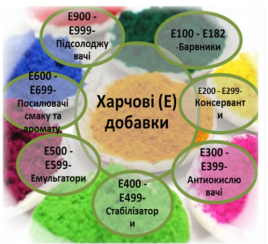 E900 -
E999-
Підсолоджу
вачі
E100 - E182
-Барвники
E600 -
E699-
Посилювачі
смаку та
аромату.
Харчові (Е)
добавки
E200 - E299-
Консервант
и
E500 -
E599-
Емульгатори
E300 -
E399-
Антиокислю
вачі
E400 -
E499-
Стабілізатор
и